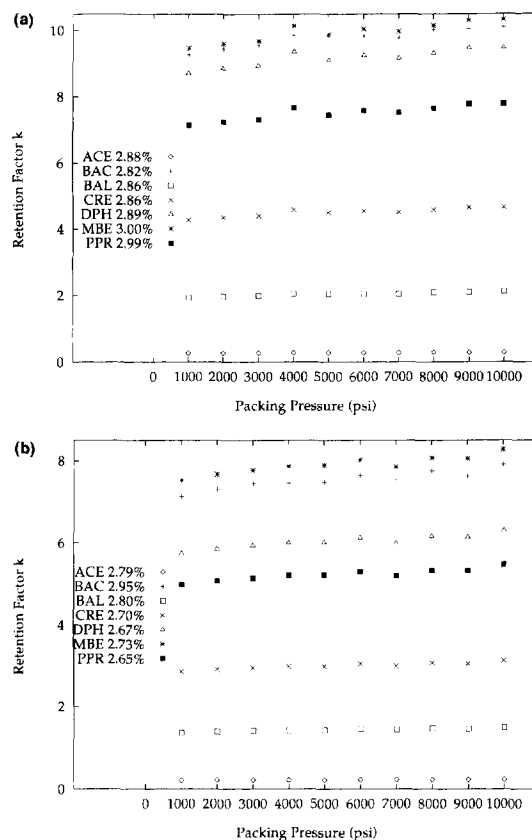 (a)
10
8
6
4
2
0
Retention Factor k
ACE 2.88%
BAC 2.82%
BAL 2.86%
CRE 2.86%
DPH 2.89%
MBE 3.00%
PPR 2.99%
0 1000 2000 3000 4000 5000 6000 7000 8000 9000 10000
Packing Pressure (psi)
(b)
8
6
4
2
0
Retention Factor k
ACE 2.79%
BAC 2.95%
BAL 2.80%
CRE 2.70%
DPH 2.67%
MBE 2.73%
PPR 2.65%
0 1000 2000 3000 4000 5000 6000 7000 8000 9000 10000
Packing Pressure (psi)